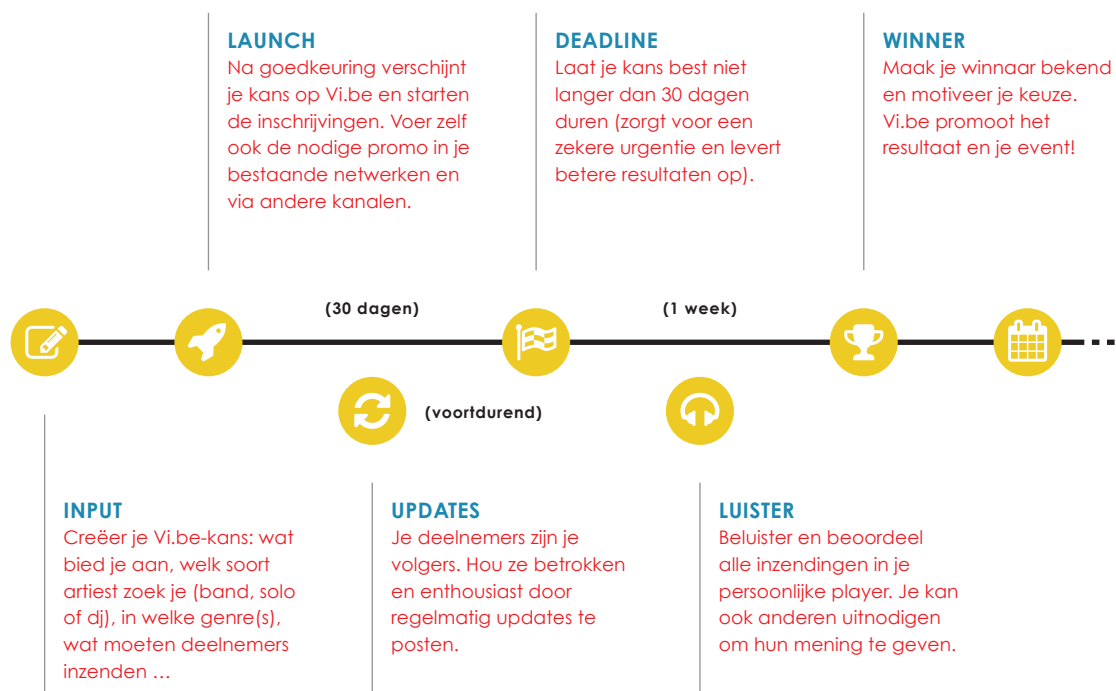 LAUNCH
Na goedkeuring verschijnt
je kans op Vi.be en starten
de inschrijvingen. Voer zelf
ook de nodige promo in je
bestaande netwerken en
via andere kanalen.
DEADLINE
Laat je kans best niet
langer dan 30 dagen
duren (zorgt voor een
zekere urgentie en levert
betere resultaten op).
WINNER
Maak je winnaar bekend
en motiveer je keuze.
Vi.be promoot het
resultaat en je event!
(30 dagen)
(1 week)
(voortdurend)
INPUT
Creëer je Vi.be-kans: wat
bied je aan, welk soort
artiest zoek je (band, solo
of dj), in welke genre(s),
wat moeten deelnemers
inzenden …
UPDATES
Je deelnemers zijn je
volgers. Hou ze betrokken
en enthousiast door
regelmatig updates te
posten.
LUISTER
Beluister en beoordeel
alle inzendingen in je
persoonlijke player. Je kan
ook anderen uitnodigen
om hun mening te geven.